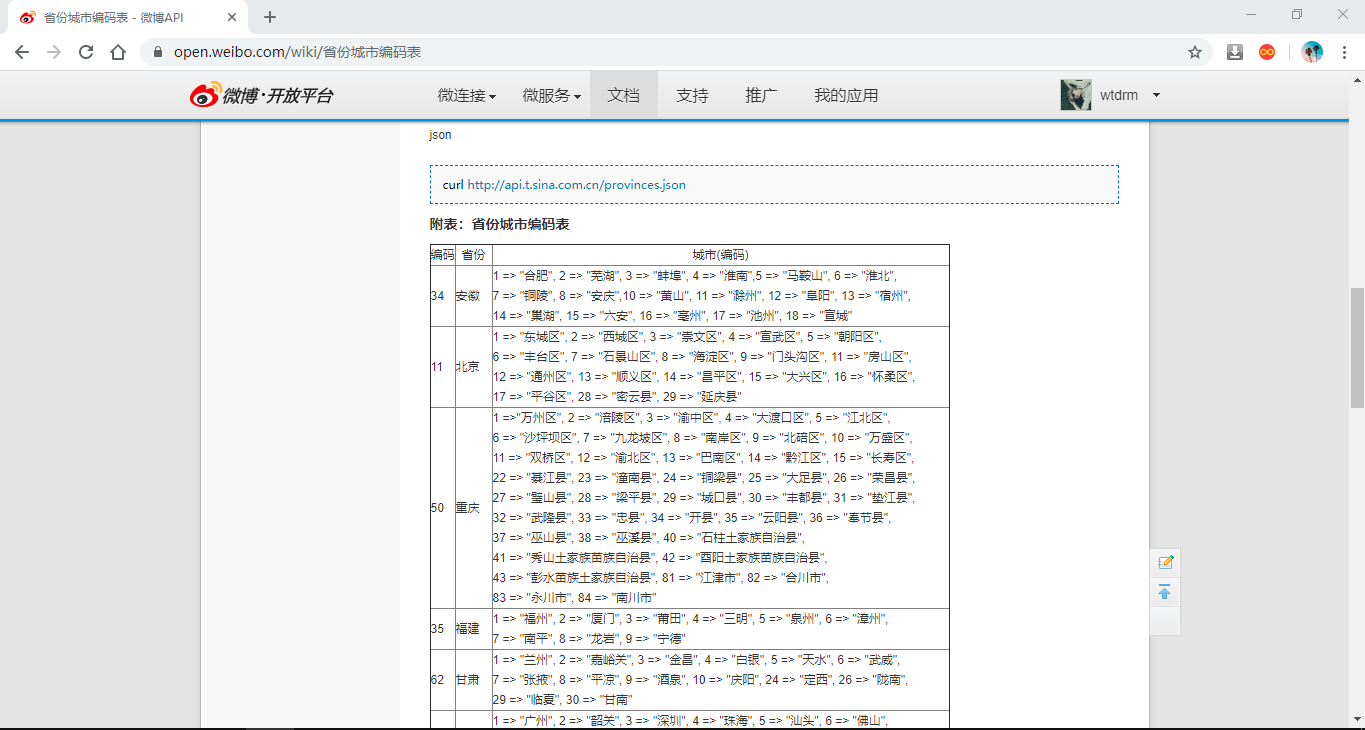 省份城市编码表 - 微博API
open.weibo.com/wiki/省份城市编码表
微博·开放平台 微连接 微服务 文档 支持 推广 我的应用 wtdrm
json
curl http://api.t.sina.com.cn/provinces.json
附表：省份城市编码表
编码 省份 城市(编码)
34 安徽
1 => "合肥", 2 => "芜湖", 3 => "蚌埠", 4 => "淮南",5 => "马鞍山", 6 => "淮北",
7 => "铜陵", 8 => "安庆",10 => "黄山", 11 => "滁州", 12 => "阜阳", 13 => "宿州",
14 => "巢湖", 15 => "六安", 16 => "亳州", 17 => "池州", 18 => "宣城"
11 北京
1 => "东城区", 2 => "西城区", 3 => "崇文区", 4 => "宣武区", 5 => "朝阳区",
6 => "丰台区", 7 => "石景山区", 8 => "海淀区", 9 => "门头沟区", 11 => "房山区",
12 => "通州区", 13 => "顺义区", 14 => "昌平区", 15 => "大兴区", 16 => "怀柔区",
17 => "平谷区", 28 => "密云县", 29 => "延庆县"
50 重庆
1 =>"万州区", 2 => "涪陵区", 3 => "渝中区", 4 => "大渡口区", 5 => "江北区",
6 => "沙坪坝区", 7 => "九龙坡区", 8 => "南岸区", 9 => "北碚区", 10 => "万盛区",
11 => "双桥区", 12 => "渝北区", 13 => "巴南区", 14 => "黔江区", 15 => "长寿区",
22 => "綦江县", 23 => "潼南县", 24 => "铜梁县", 25 => "大足县", 26 => "荣昌县",
27 => "璧山县", 28 => "梁平县", 29 => "城口县", 30 => "丰都县", 31 => "垫江县",
32 => "武隆县", 33 => "忠县", 34 => "开县", 35 => "云阳县", 36 => "奉节县",
37 => "巫山县", 38 => "巫溪县", 40 => "石柱土家族自治县",
41 => "秀山土家族苗族自治县", 42 => "酉阳土家族苗族自治县",
43 => "彭水苗族土家族自治县", 81 => "江津市", 82 => "合川市",
83 => "永川市", 84 => "南川市"
35 福建
1 => "福州", 2 => "厦门", 3 => "莆田", 4 => "三明", 5 => "泉州", 6 => "漳州",
7 => "南平", 8 => "龙岩", 9 => "宁德"
62 甘肃
1 => "兰州", 2 => "嘉峪关", 3 => "金昌", 4 => "白银", 5 => "天水", 6 => "武威",
7 => "张掖", 8 => "平凉", 9 => "酒泉", 10 => "庆阳", 24 => "定西", 26 => "陇南",
29 => "临夏", 30 => "甘南"
1 => "广州", 2 => "韶关", 3 => "深圳", 4 => "珠海", 5 => "汕头", 6 => "佛山",